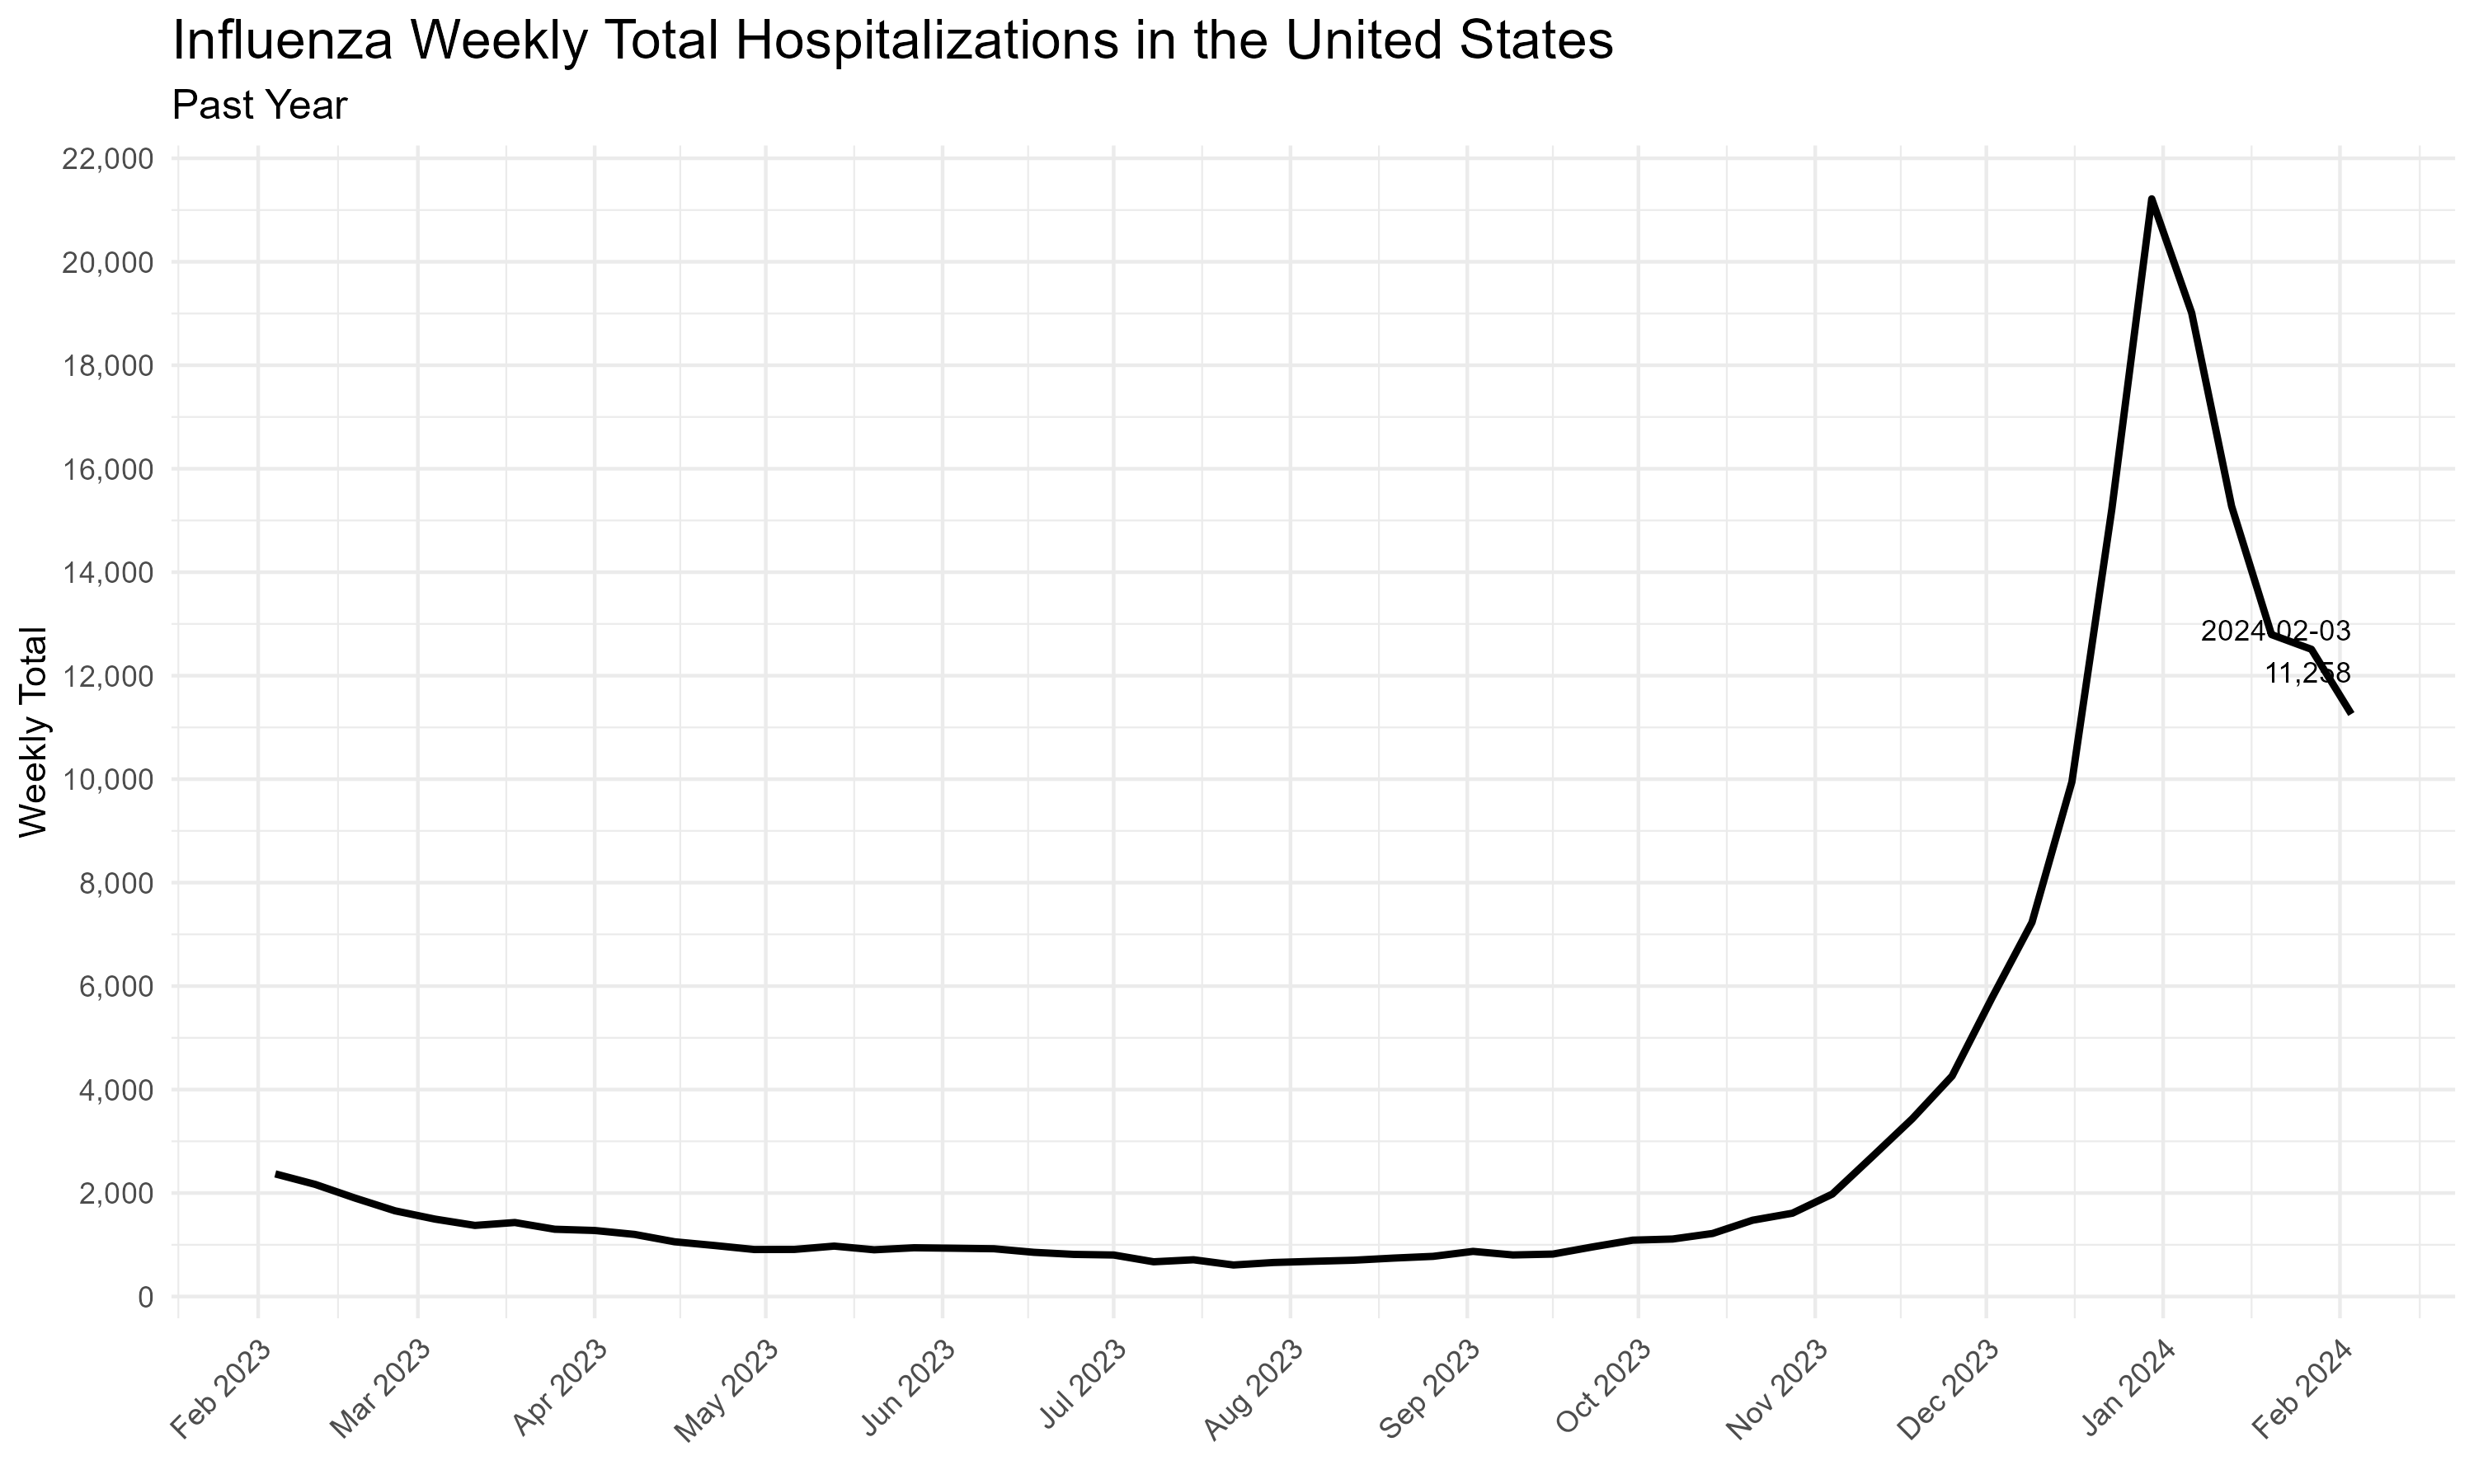 Influenza Weekly Total Hospitalizations in the United States
Past Year
22,000
20,000
18,000
16,000
14,000
12,000
10,000
8,000
6,000
4,000
2,000
0
Weekly Total
2024-02-03
11,258
Feb 2023
Mar 2023
Apr 2023
May 2023
Jun 2023
Jul 2023
Aug 2023
Sep 2023
Oct 2023
Nov 2023
Dec 2023
Jan 2024
Feb 2024